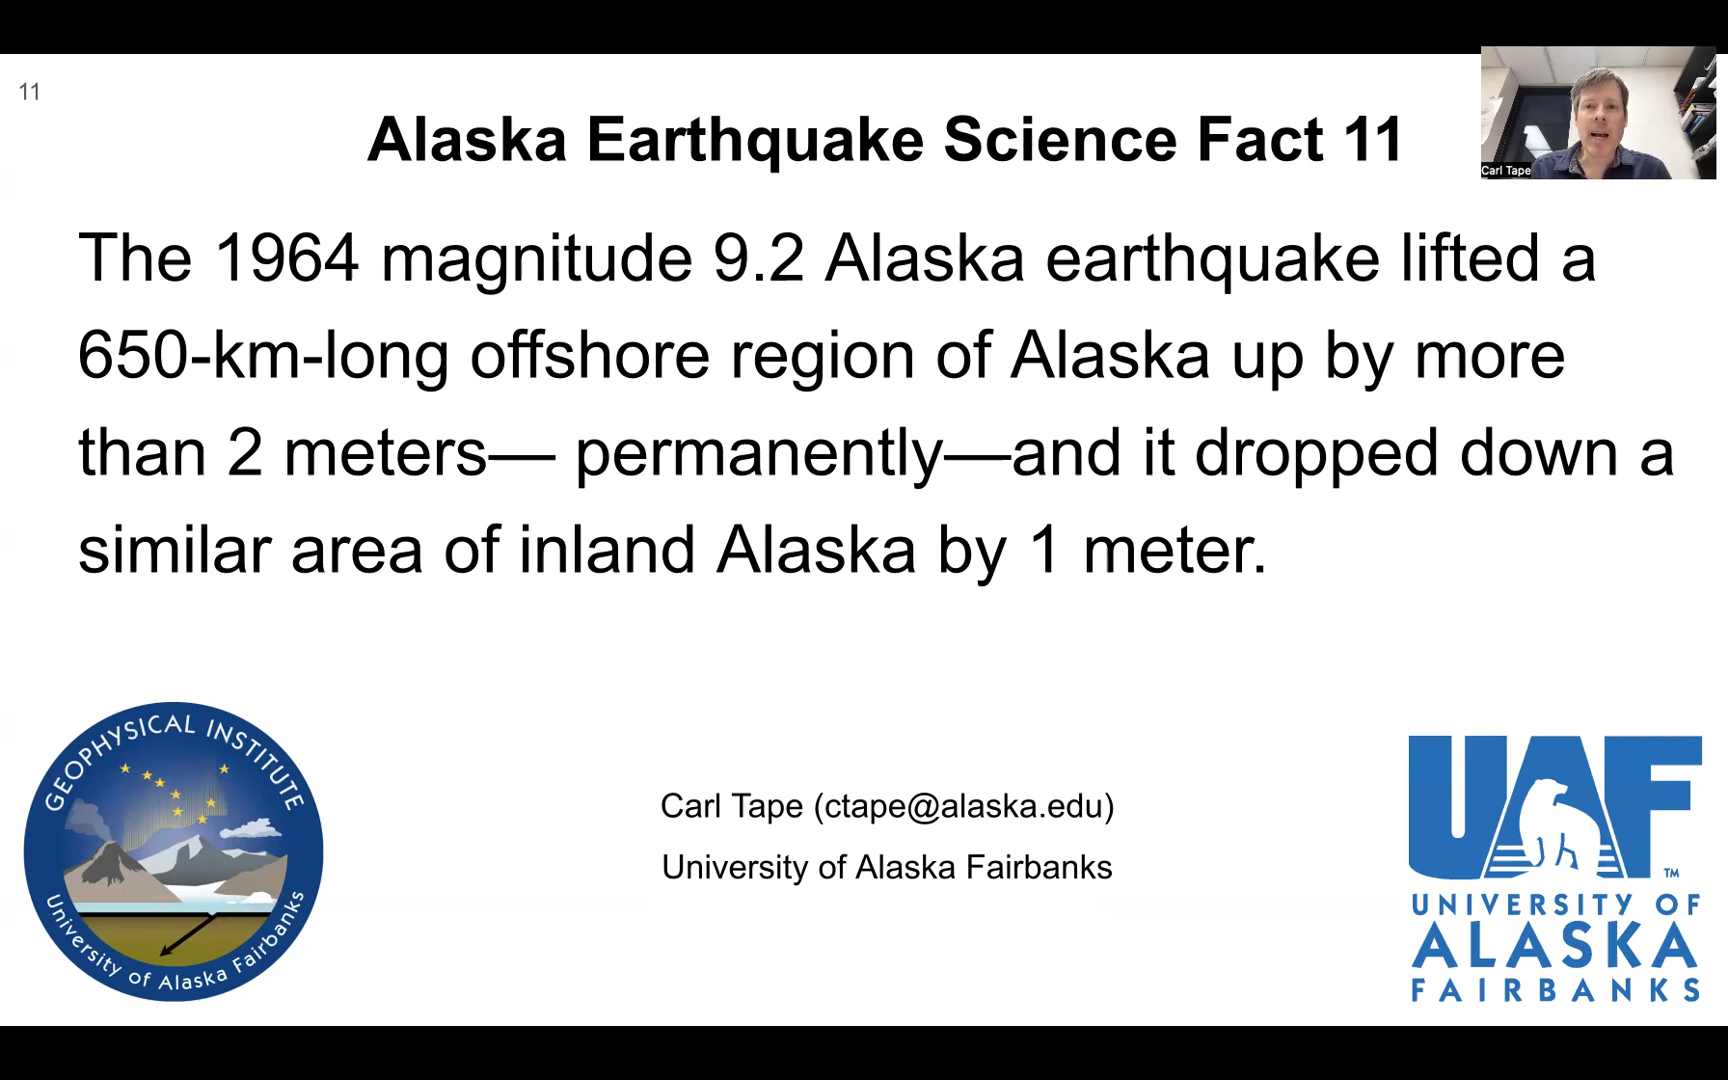 11
Alaska Earthquake Science Fact 11
Carl Tape
The 1964 magnitude 9.2 Alaska earthquake lifted a
650-km-long offshore region of Alaska up by more
than 2 meters— permanently—and it dropped down a
similar area of inland Alaska by 1 meter.
GEOPHYSICAL INSTITUTE
University of Alaska Fairbanks
Carl Tape (ctape@alaska.edu)
University of Alaska Fairbanks
UAF
TM
UNIVERSITY OF
ALASKA
FAIRBANKS